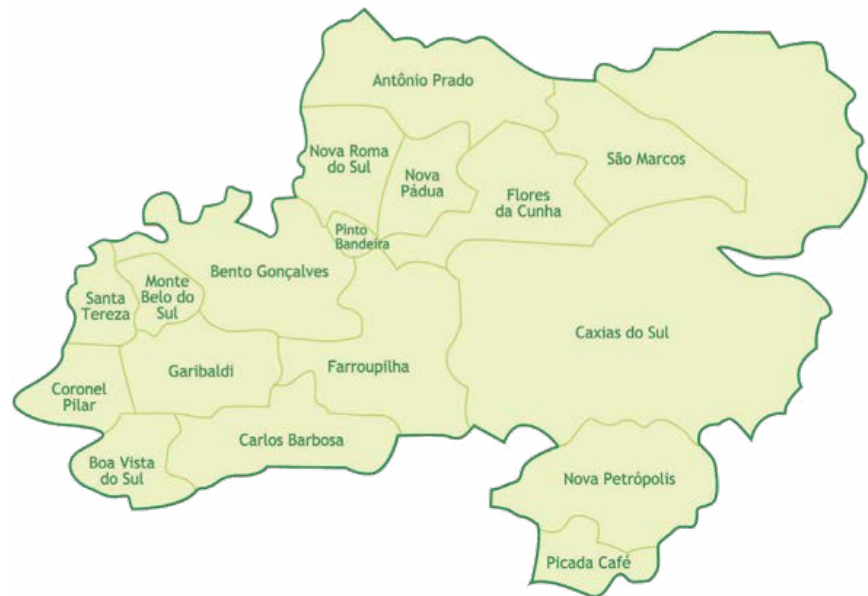 Antônio Prado
São Marcos
Nova Roma
do Sul
Nova
Pádua
Flores
da Cunha
Pinto
Bandeira
Bento Gonçalves
Monte
Belo do
Sul
Santa
Tereza
Caxias do Sul
Garibaldi
Farroupilha
Coronel
Pilar
Carlos Barbosa
Boa Vista
do Sul
Nova Petrópolis
Picada Café